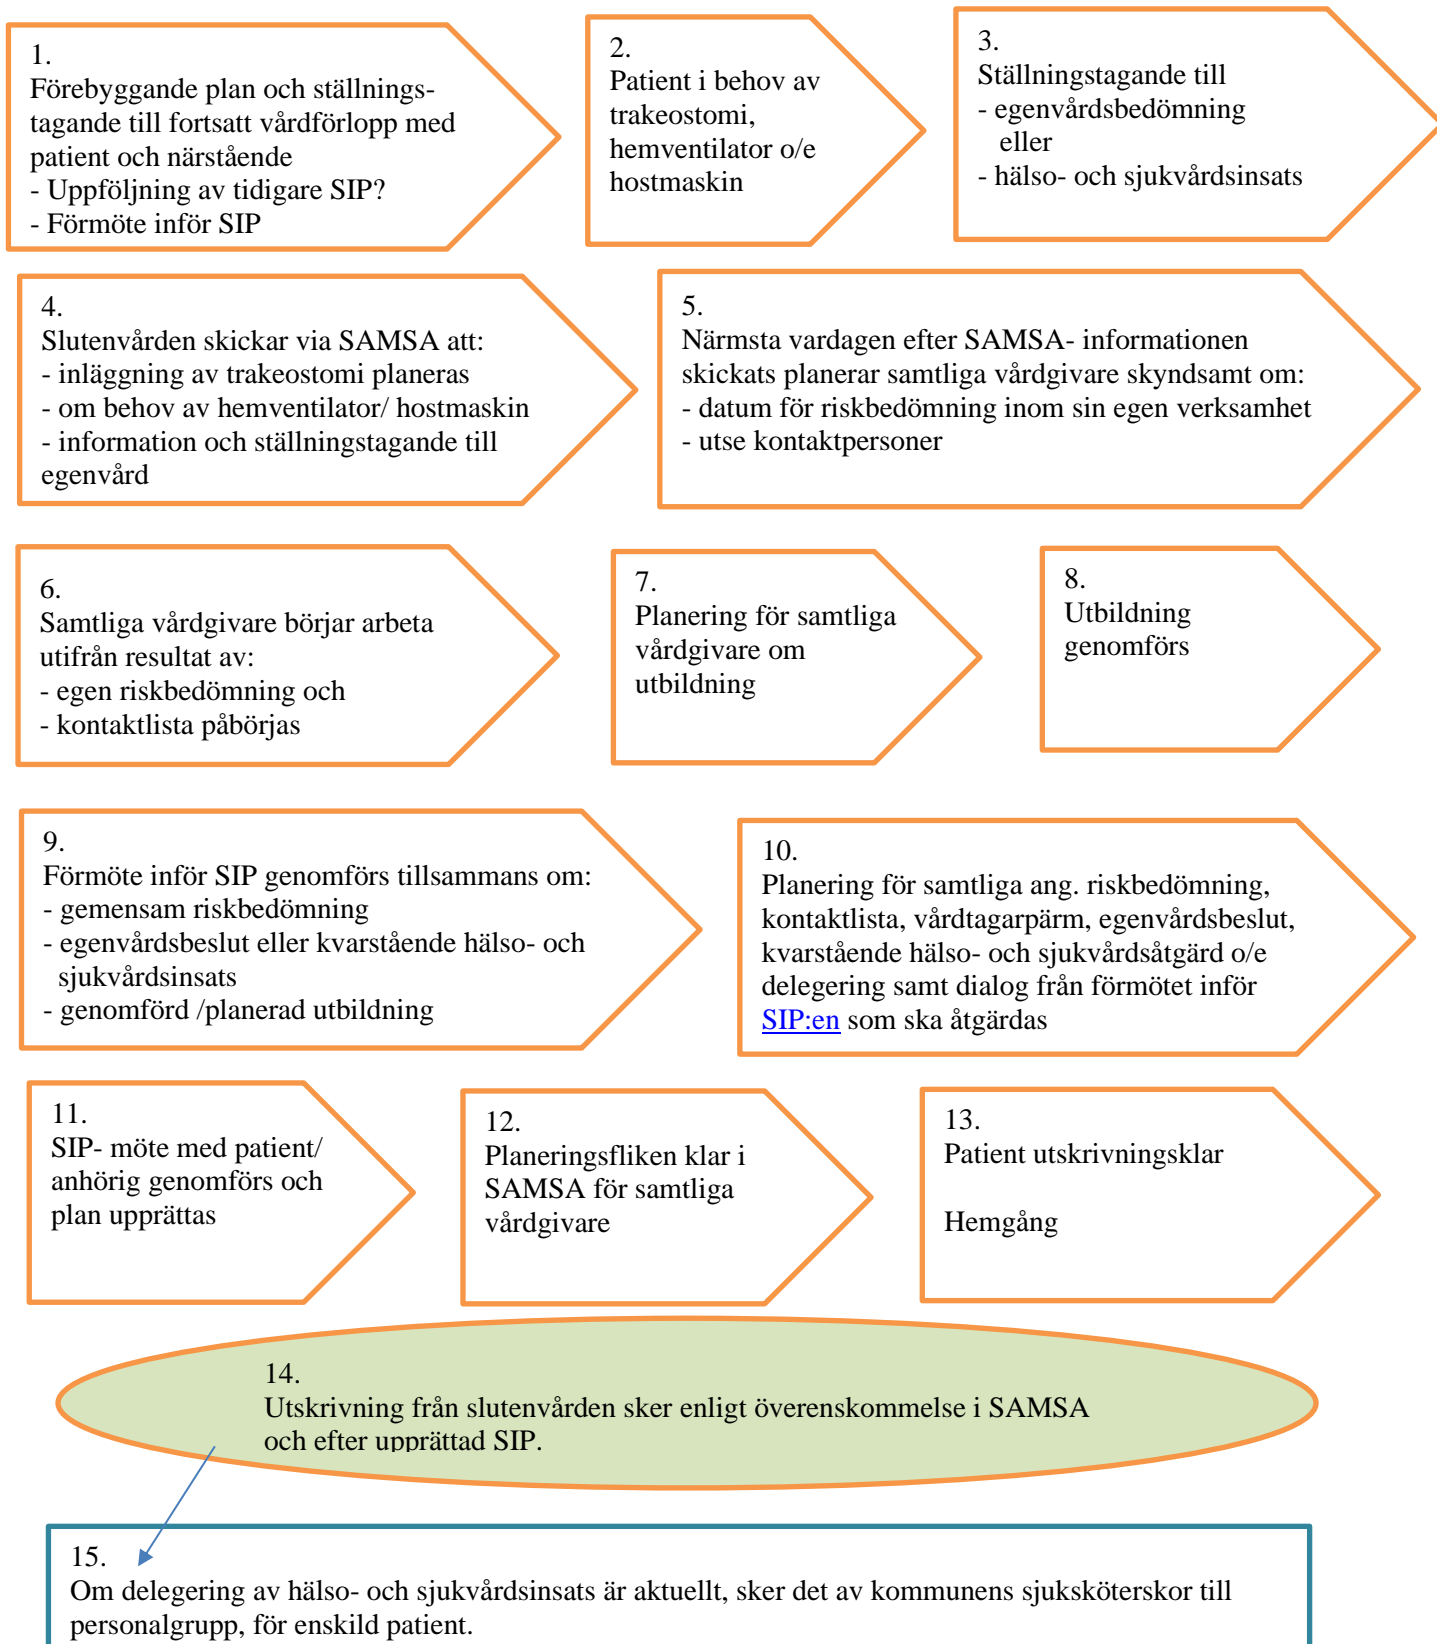 1.
Förebyggande plan och ställnings-
tagande till fortsatt vårdförlopp med
patient och närstående
- Uppföljning av tidigare SIP?
- Förmöte inför SIP
2.
Patient i behov av
trakeostomi,
hemventilator o/e
hostmaskin
3.
Ställningstagande till
- egenvårdsbedömning
eller
- hälso- och sjukvårdsinsats
4.
Slutenvården skickar via SAMSA att:
- inläggning av trakeostomi planeras
- om behov av hemventilator/ hostmaskin
- information och ställningstagande till
egenvård
5.
Närmsta vardagen efter SAMSA- informationen
skickats planerar samtliga vårdgivare skyndsamt om:
- datum för riskbedömning inom sin egen verksamhet
- utse kontaktpersoner
6.
Samtliga vårdgivare börjar arbeta
utifrån resultat av:
- egen riskbedömning och
- kontaktlista påbörjas
7.
Planering för samtliga
vårdgivare om
utbildning
8.
Utbildning
genomförs
9.
Förmöte inför SIP genomförs tillsammans om:
- gemensam riskbedömning
- egenvårdsbeslut eller kvarstående hälso- och
sjukvårdsinsats
- genomförd /planerad utbildning
10.
Planering för samtliga ang. riskbedömning,
kontaktlista, vårdtagarpärm, egenvårdsbeslut,
kvarstående hälso- och sjukvårdsåtgärd o/e
delegering samt dialog från förmötet inför
SIP:en som ska åtgärdas
11.
SIP- möte med patient/
anhörig genomförs och
plan upprättas
12.
Planeringsfliken klar i
SAMSA för samtliga
vårdgivare
13.
Patient utskrivningsklar
Hemgång
14.
Utskrivning från slutenvården sker enligt överenskommelse i SAMSA
och efter upprättad SIP.
15.
Om delegering av hälso- och sjukvårdsinsats är aktuellt, sker det av kommunens sjuksköterskor till
personalgrupp, för enskild patient.